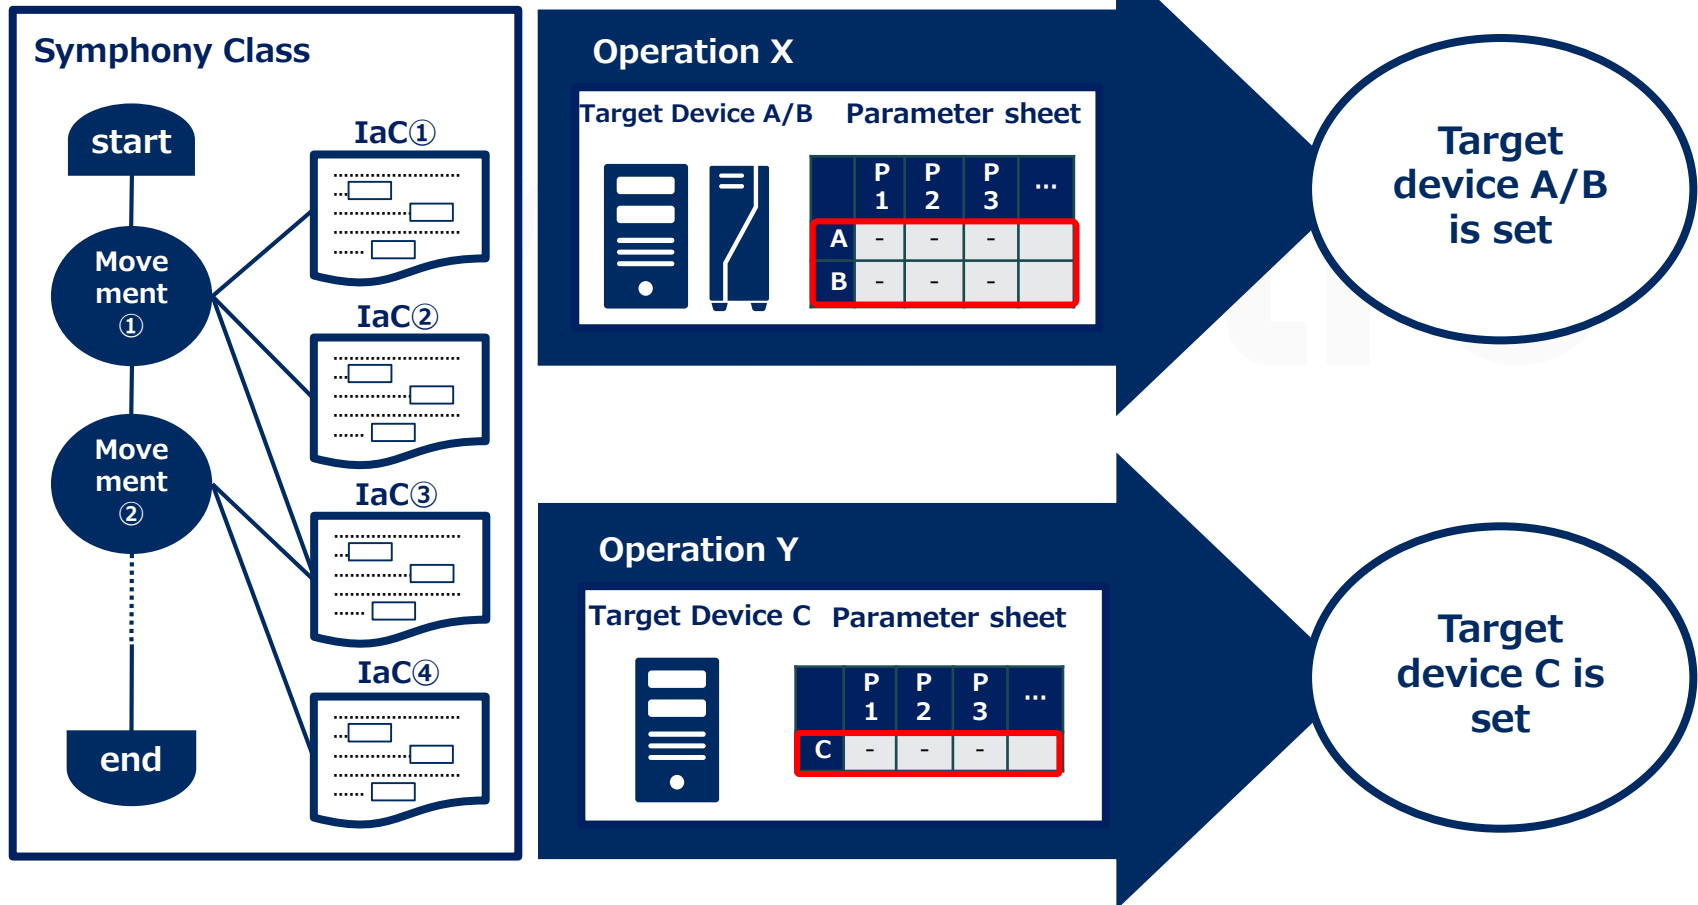 Symphony Class
start
Move
ment
①
Move
ment
②
end
IaC①
IaC②
IaC③
IaC④
Operation X
Target Device A/B
Parameter sheet
P
1
P
2
P
3
...
A - - -
B - - -
Target
device A/B
is set
Operation Y
Target Device C
Parameter sheet
P
1
P
2
P
3
...
C - - -
Target
device C is
set